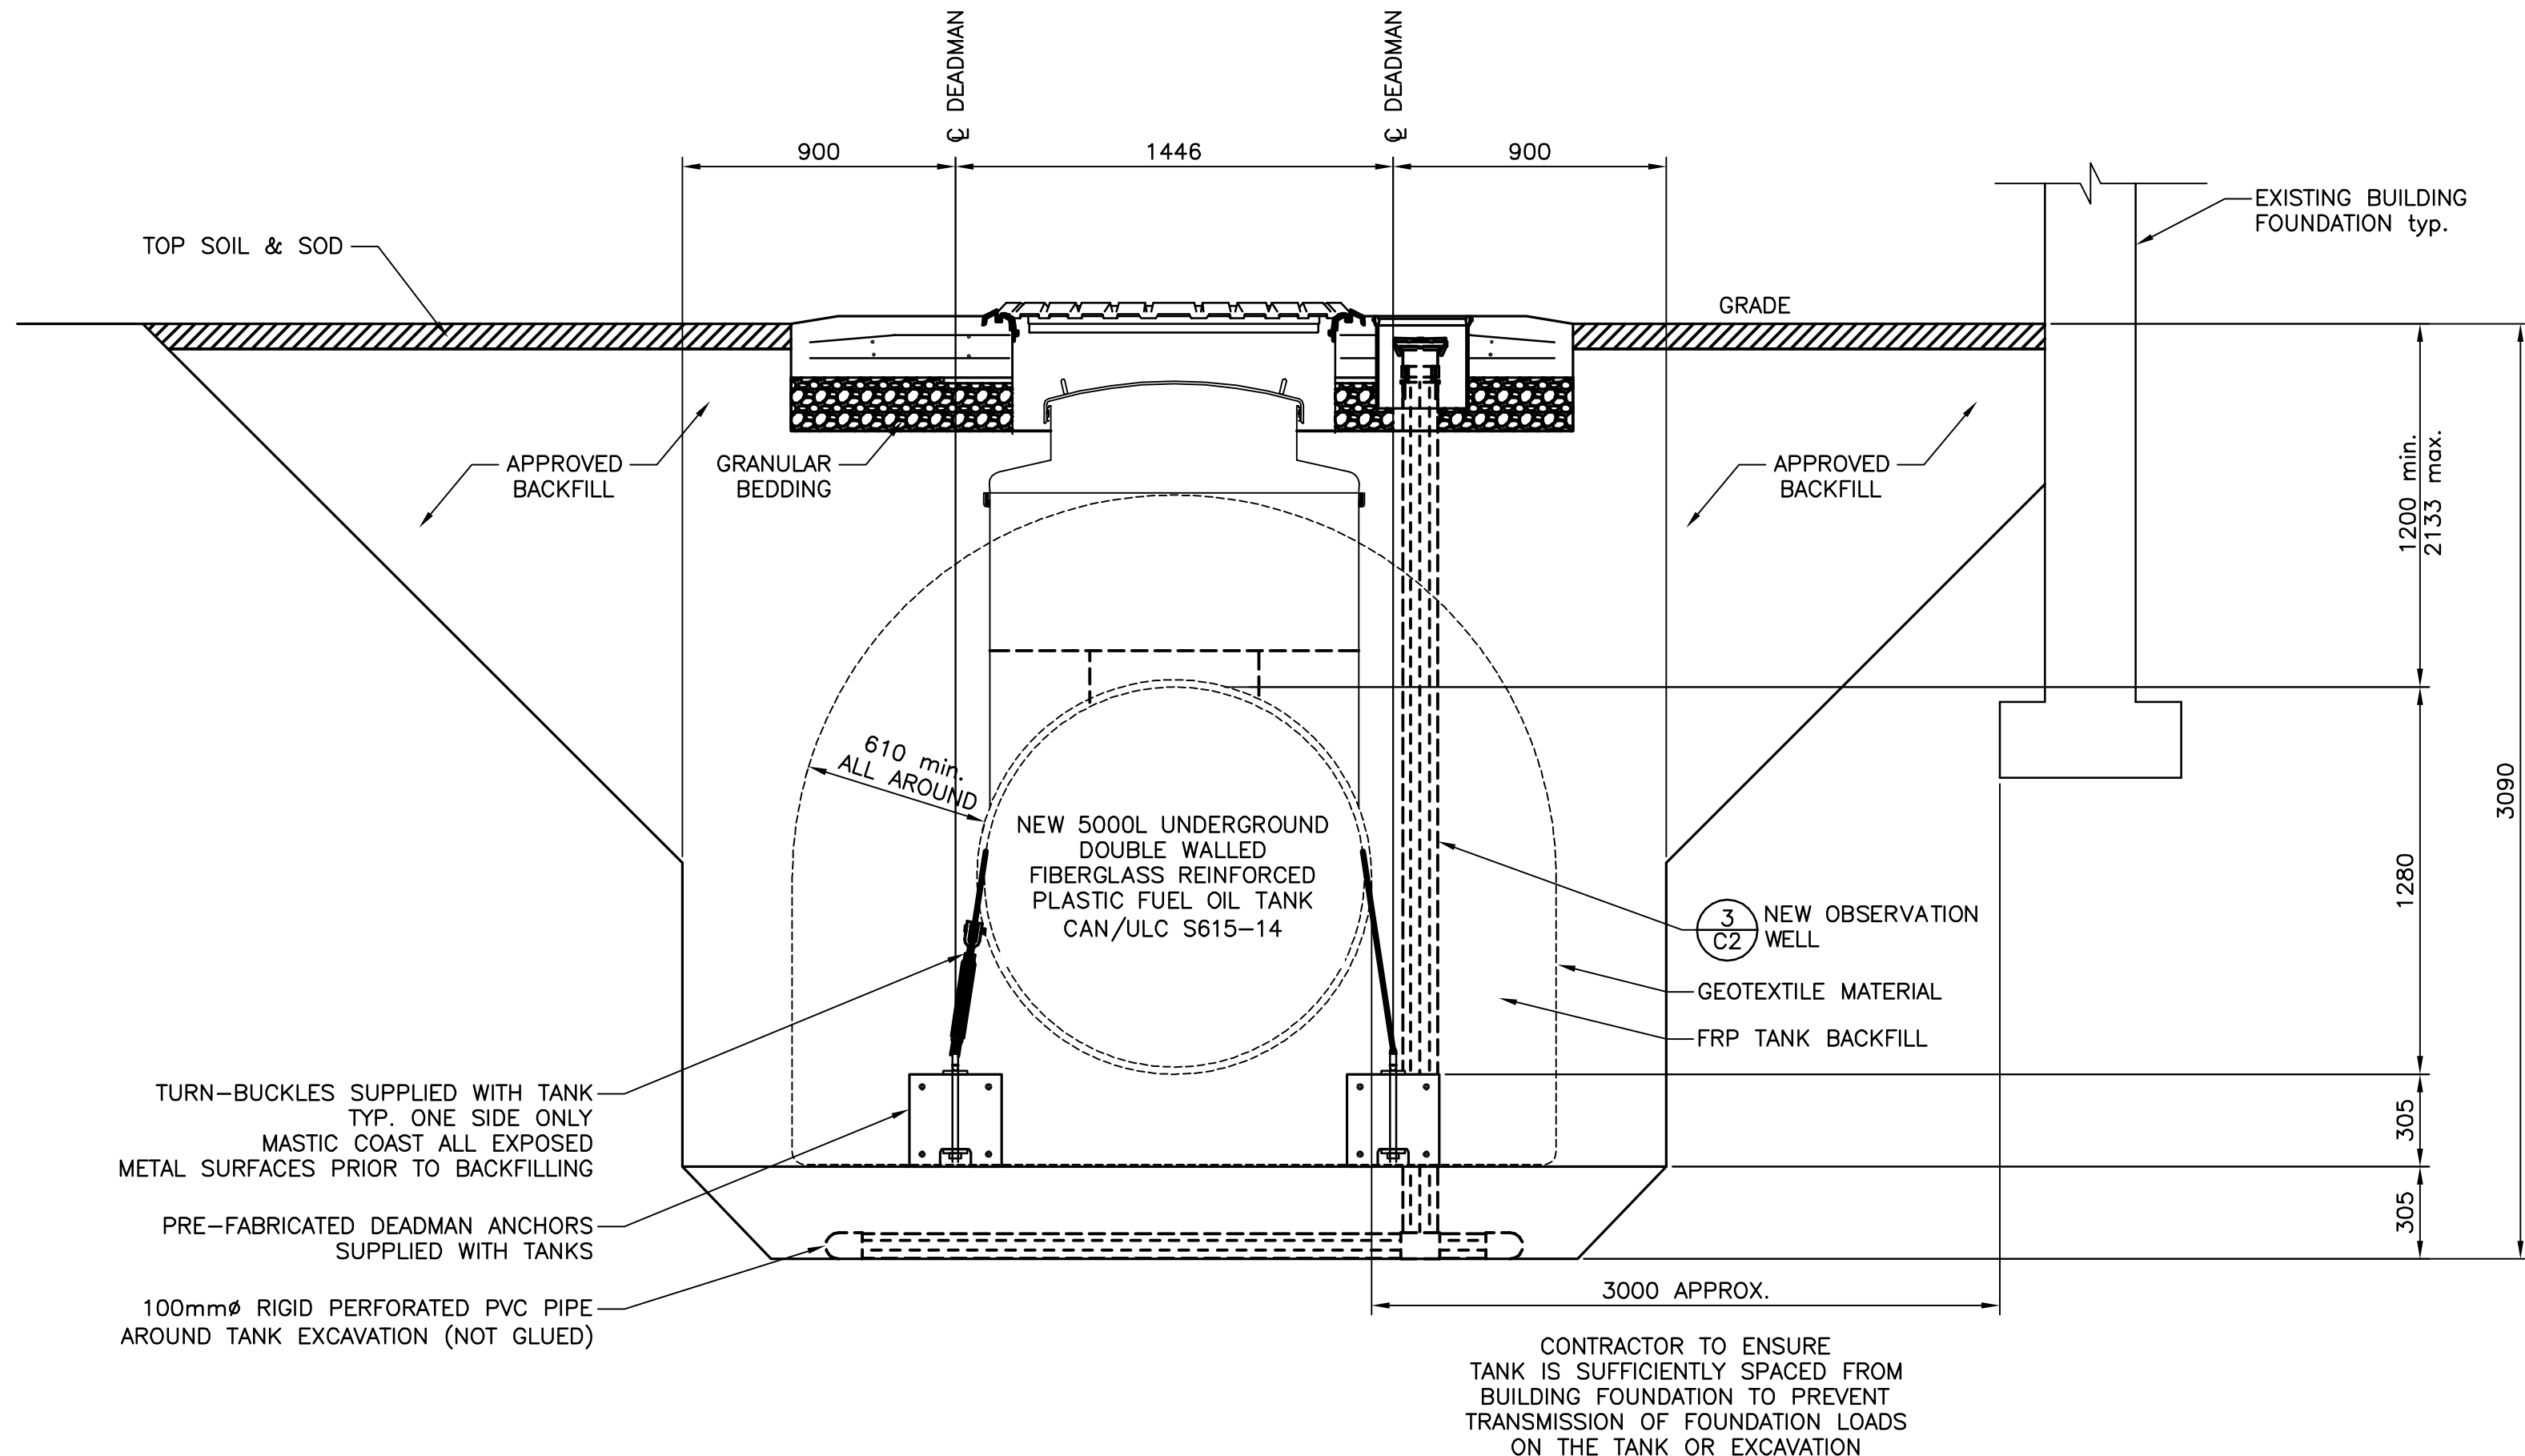 ℄ DEADMAN
℄ DEADMAN
900
1446
900
EXISTING BUILDING
FOUNDATION typ.
TOP SOIL & SOD
GRADE
APPROVED
BACKFILL
GRANULAR
BEDDING
APPROVED
BACKFILL
1200 min.
2133 max.
610 min.
ALL AROUND
3090
NEW 5000L UNDERGROUND
DOUBLE WALLED
FIBERGLASS REINFORCED
PLASTIC FUEL OIL TANK
CAN/ULC S615-14
1280
3
C2
NEW OBSERVATION
WELL
GEOTEXTILE MATERIAL
FRP TANK BACKFILL
TURN-BUCKLES SUPPLIED WITH TANK
TYP. ONE SIDE ONLY
MASTIC COAST ALL EXPOSED
METAL SURFACES PRIOR TO BACKFILLING
305
PRE-FABRICATED DEADMAN ANCHORS
SUPPLIED WITH TANKS
305
100mmø RIGID PERFORATED PVC PIPE
AROUND TANK EXCAVATION (NOT GLUED)
3000 APPROX.
CONTRACTOR TO ENSURE
TANK IS SUFFICIENTLY SPACED FROM
BUILDING FOUNDATION TO PREVENT
TRANSMISSION OF FOUNDATION LOADS
ON THE TANK OR EXCAVATION